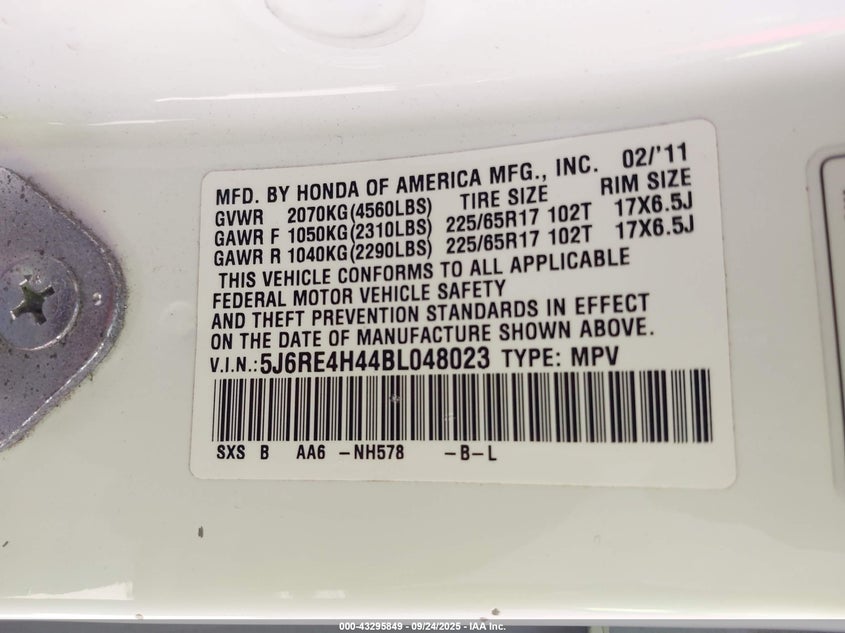 MFD. BY HONDA OF AMERICA MFG., INC. 02/'11
GVWR 2070KG(4560LBS) TIRE SIZE RIM SIZE
GAWR F 1050KG(2310LBS) 225/65R17 102T 17X6.5J
GAWR R 1040KG(2290LBS) 225/65R17 102T 17X6.5J
THIS VEHICLE CONFORMS TO ALL APPLICABLE
FEDERAL MOTOR VEHICLE SAFETY
AND THEFT PREVENTION STANDARDS IN EFFECT
ON THE DATE OF MANUFACTURE SHOWN ABOVE.
V.I.N.:5J6RE4H44BL048023 TYPE: MPV
SXS B AA6 -NH578 -B-L
000-43295849 - 09/24/2025 - IAA Inc.